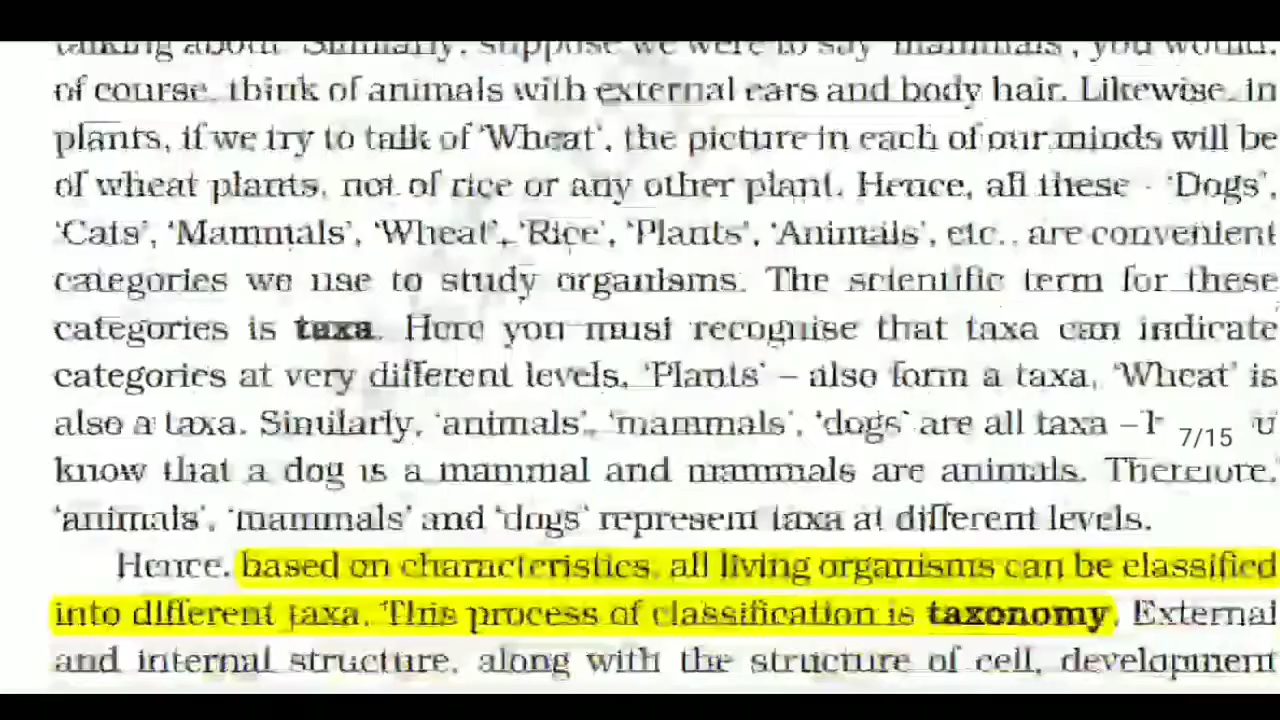 talking about. Similarly, suppose we were to say 'mammals', you would,
of course, think of animals with external ears and body hair. Likewise, in
plants, if we try to talk of 'Wheat', the picture in each of our minds will be
of wheat plants, not of rice or any other plant. Hence, all these - 'Dogs',
'Cats', 'Mammals', 'Wheat', 'Rice', 'Plants', 'Animals', etc., are convenient
categories we use to study organisms. The scientific term for these
categories is taxa. Here you must recognise that taxa can indicate
categories at very different levels. 'Plants' – also form a taxa. 'Wheat' is
also a taxa. Similarly, 'animals', 'mammals', 'dogs' are all taxa –
7/15
know that a dog is a mammal and mammals are animals. Therefore,
'animals', 'mammals' and 'dogs' represent taxa at different levels.
Hence, based on characteristics, all living organisms can be classified
into different taxa. This process of classification is taxonomy. External
and internal structure, along with the structure of cell, development